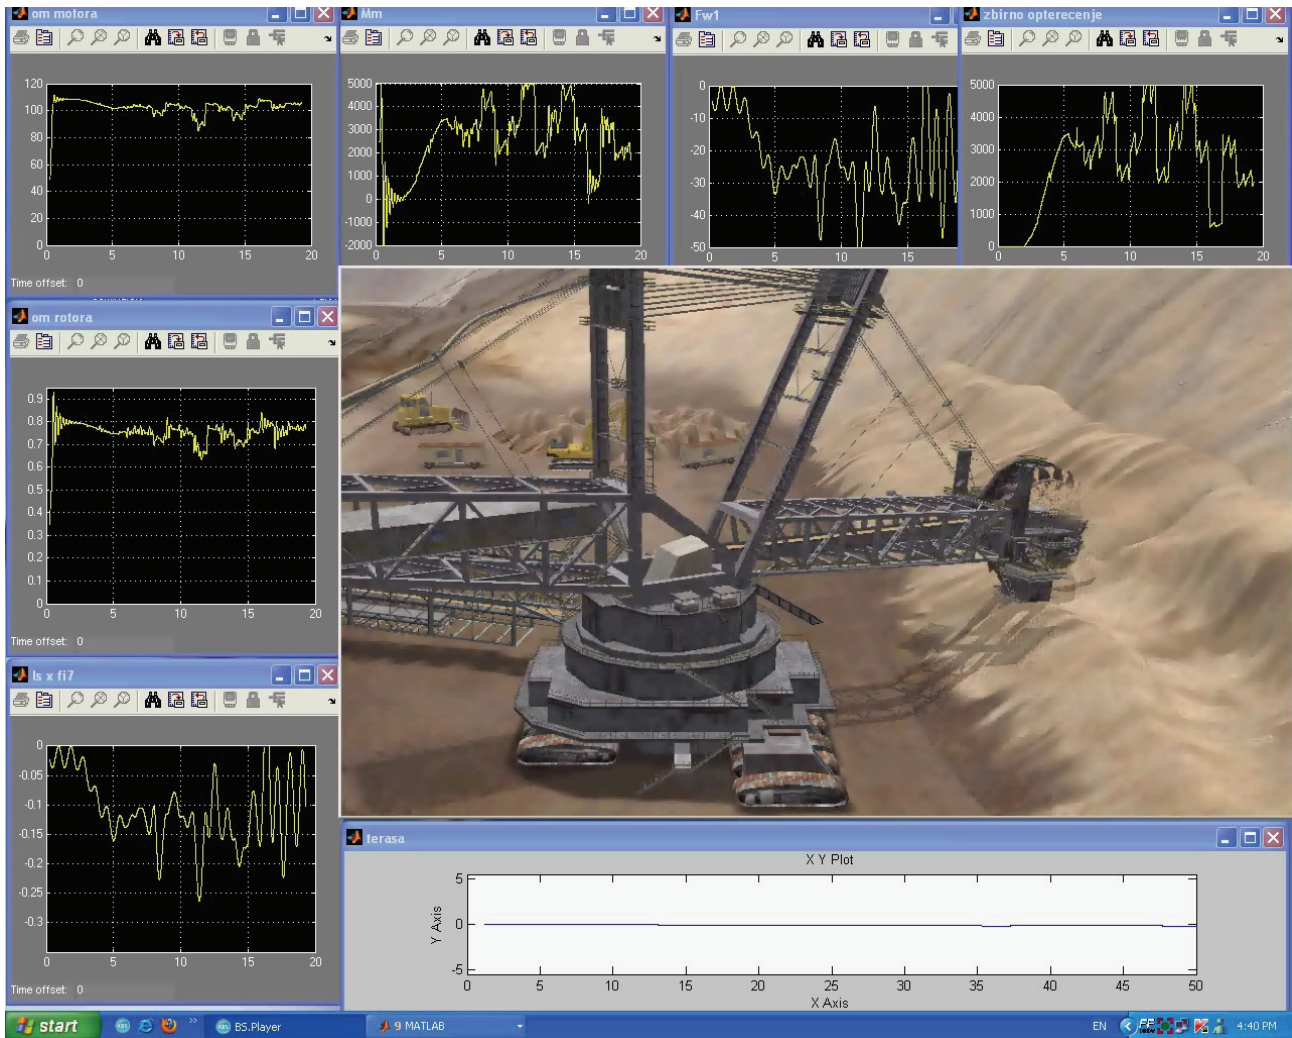 om motora
Mm
Fw1
zbirno opterecenje
120
100
80
60
40
20
0
0 5 10 15 20
Time offset: 0
5000
4000
3000
2000
1000
0
-1000
-2000
0 5 10 15 20
0
-10
-20
-30
-40
-50
0 5 10 15
5000
4000
3000
2000
1000
0
0 5 10 15 20
om rotora
0.9
0.8
0.7
0.6
0.5
0.4
0.3
0.2
0.1
0
0 5 10 15 20
Time offset: 0
ls x fi7
0
-0.05
-0.1
-0.15
-0.2
-0.25
-0.3
0 5 10 15 20
Time offset: 0
terasa
X Y Plot
5
0
-5
Y Axis
0 5 10 15 20 25 30 35 40 45 50
X Axis
start
BS.Player
9 MATLAB
EN
4:40 PM